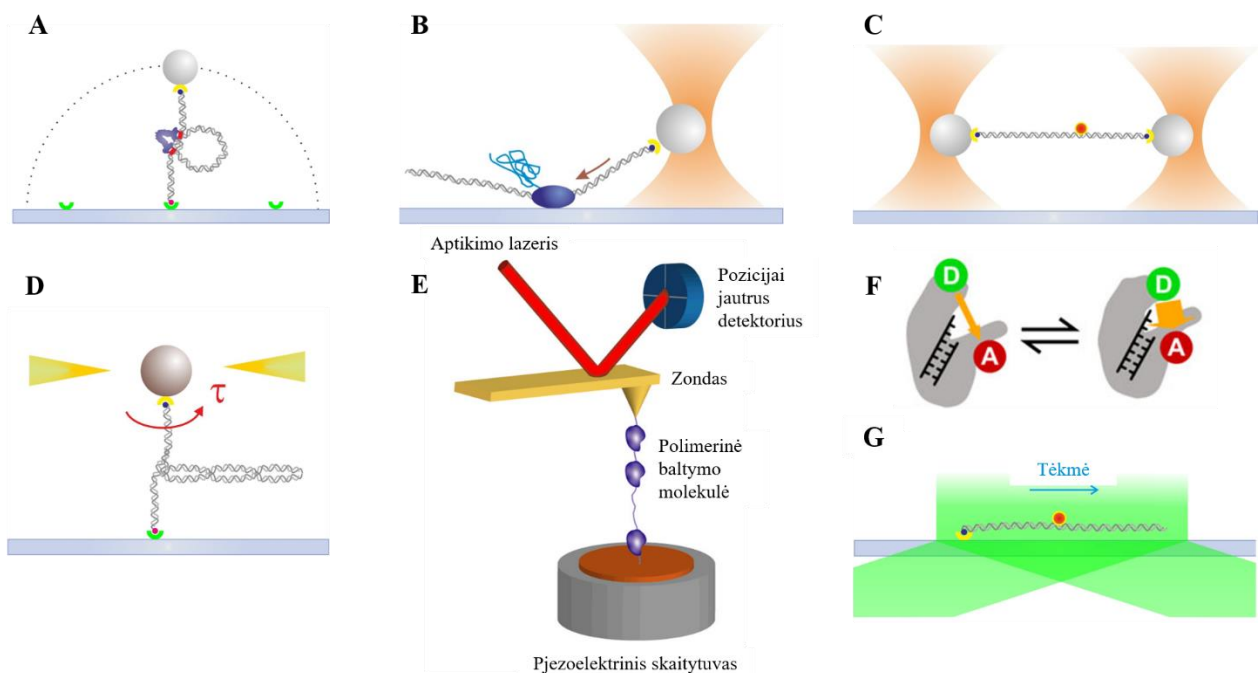 A
B
C
D
τ
Aptikimo lazeris
E
Pozicijai
jautrus
detektorius
Zondas
Polimerinė
baltymo
molekulė
Pjezoelektrinis skaitytuvas
F
D
A
D
A
G
Tėkmė